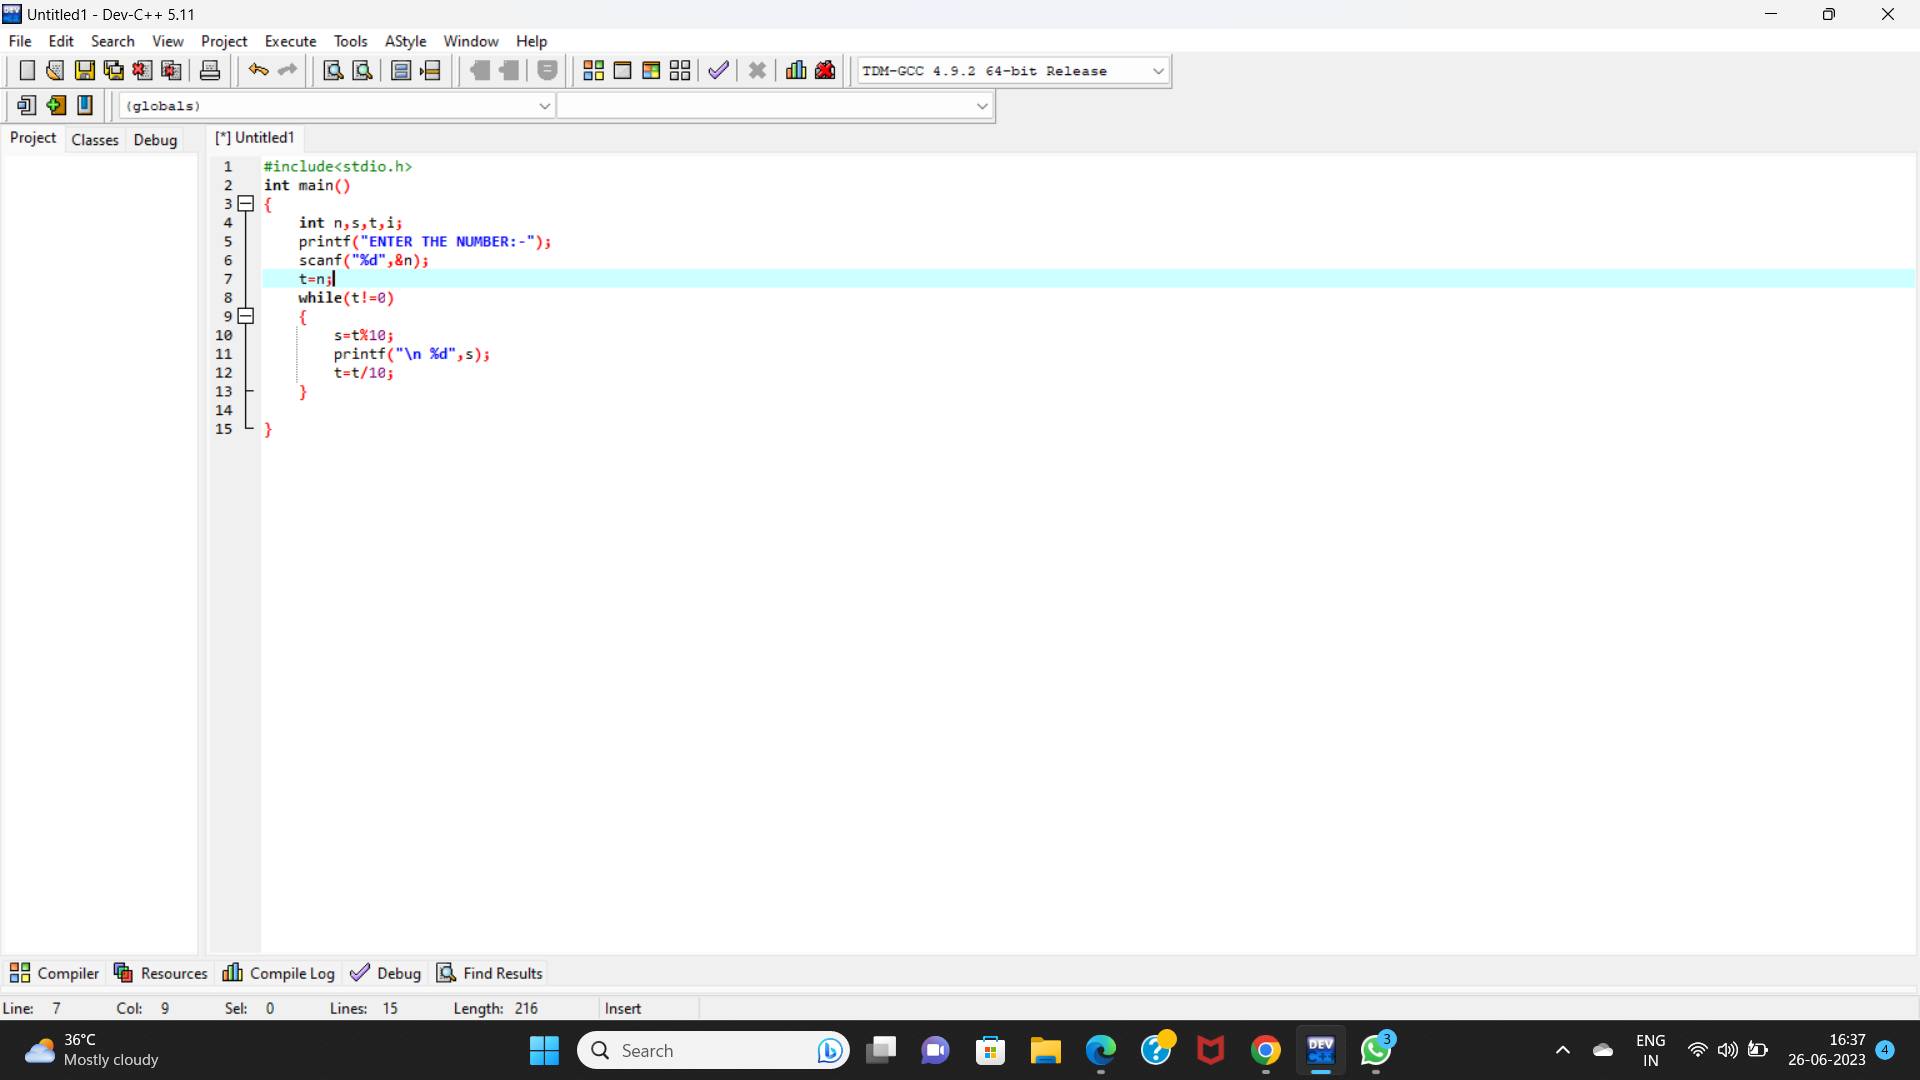 Untitled1 - Dev-C++ 5.11
File Edit Search View Project Execute Tools AStyle Window Help
TDM-GCC 4.9.2 64-bit Release
(globals)
Project Classes Debug [*] Untitled1
1 #include<stdio.h>
2 int main()
3 {
4 int n,s,t,i;
5 printf("ENTER THE NUMBER:-");
6 scanf("%d",&n);
7 t=n;
8 while(t!=0)
9 {
10 s=t%10;
11 printf("\n %d",s);
12 t=t/10;
13 }
14
15 }
Compiler Resources Compile Log Debug Find Results
Line: 7 Col: 9 Sel: 0 Lines: 15 Length: 216 Insert
36°C
Mostly cloudy
Search
DEV
C++
3
ENG
IN
16:37
26-06-2023
4